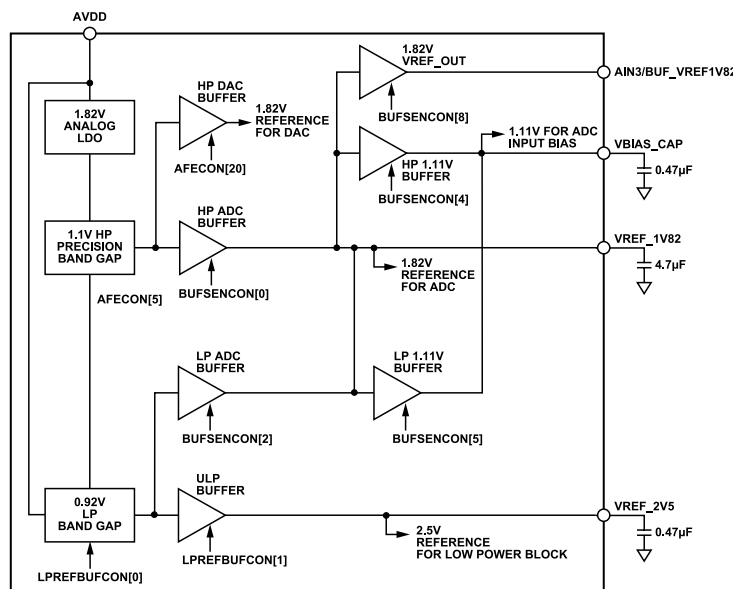 AVDD
1.82V
ANALOG
LDO
HP DAC
BUFFER
1.82V
REFERENCE
FOR DAC
AFECON[20]
1.82V
VREF_OUT
BUFSENCON[8]
AIN3/BUF_VREF1V82
HP 1.11V
BUFFER
BUFSENCON[4]
1.11V FOR ADC
INPUT BIAS
VBIAS_CAP
0.47µF
1.1V HP
PRECISION
BAND GAP
AFECON[5]
HP ADC
BUFFER
BUFSENCON[0]
1.82V
REFERENCE
FOR ADC
VREF_1V82
4.7µF
LP ADC
BUFFER
BUFSENCON[2]
LP 1.11V
BUFFER
BUFSENCON[5]
0.92V
LP
BAND GAP
LPREFBUFCON[0]
ULP
BUFFER
LPREFBUFCON[1]
2.5V
REFERENCE
FOR LOW POWER BLOCK
VREF_2V5
0.47µF